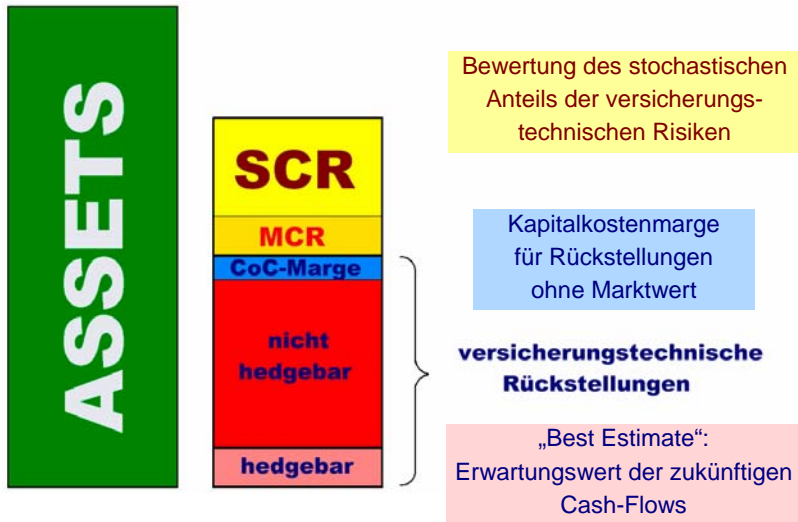 ASSETS
SCR
MCR
CoC-Marge
nicht
hedgebar
hedgebar
Bewertung des stochastischen
Anteils der versicherungs-
technischen Risiken
Kapitalkostenmarge
für Rückstellungen
ohne Marktwert
versicherungstechnische
Rückstellungen
„Best Estimate“:
Erwartungswert der zukünftigen
Cash-Flows